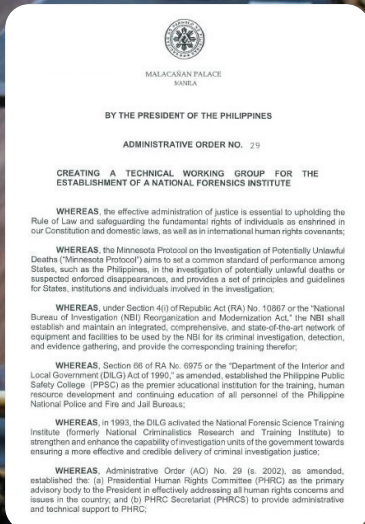 MALACAÑAN PALACE
MANILA
BY THE PRESIDENT OF THE PHILIPPINES
ADMINISTRATIVE ORDER NO. 29
CREATING A TECHNICAL WORKING GROUP FOR THE
ESTABLISHMENT OF A NATIONAL FORENSICS INSTITUTE
WHEREAS, the effective administration of justice is essential to upholding the
Rule of Law and safeguarding the fundamental rights of individuals as enshrined in
our Constitution and domestic laws, as well as in international human rights covenants;
WHEREAS, the Minnesota Protocol on the Investigation of Potentially Unlawful
Deaths ("Minnesota Protocol") aims to set a common standard of performance among
States, such as the Philippines, in the investigation of potentially unlawful deaths or
suspected enforced disappearances, and provides a set of principles and guidelines
for States, institutions and individuals involved in the investigation;
WHEREAS, under Section 4(i) of Republic Act (RA) No. 10867 or the "National
Bureau of Investigation (NBI) Reorganization and Modernization Act," the NBI shall
establish and maintain an integrated, comprehensive, and state-of-the-art network of
equipment and facilities to be used by the NBI for its criminal investigation, detection,
and evidence gathering, and provide the corresponding training therefor;
WHEREAS, Section 66 of RA No. 6975 or the "Department of the Interior and
Local Government (DILG) Act of 1990," as amended, established the Philippine Public
Safety College (PPSC) as the premier educational institution for the training, human
resource development and continuing education of all personnel of the Philippine
National Police and Fire and Jail Bureaus;
WHEREAS, in 1993, the DILG activated the National Forensic Science Training
Institute (formerly National Criminalistics Research and Training Institute) to
strengthen and enhance the capability of investigation units of the government towards
ensuring a more effective and credible delivery of criminal investigation justice;
WHEREAS, Administrative Order (AO) No. 29 (s. 2002), as amended,
established the: (a) Presidential Human Rights Committee (PHRC) as the primary
advisory body to the President in effectively addressing all human rights concerns and
issues in the country; and (b) PHRC Secretariat (PHRCS) to provide administrative
and technical support to PHRC;